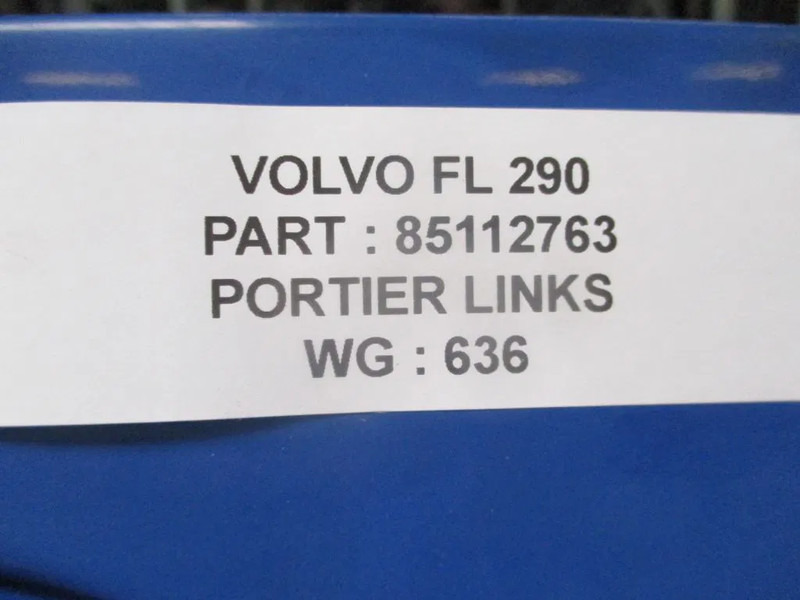 VOLVO FL 290
PART : 85112763
PORTIER LINKS
WG : 636